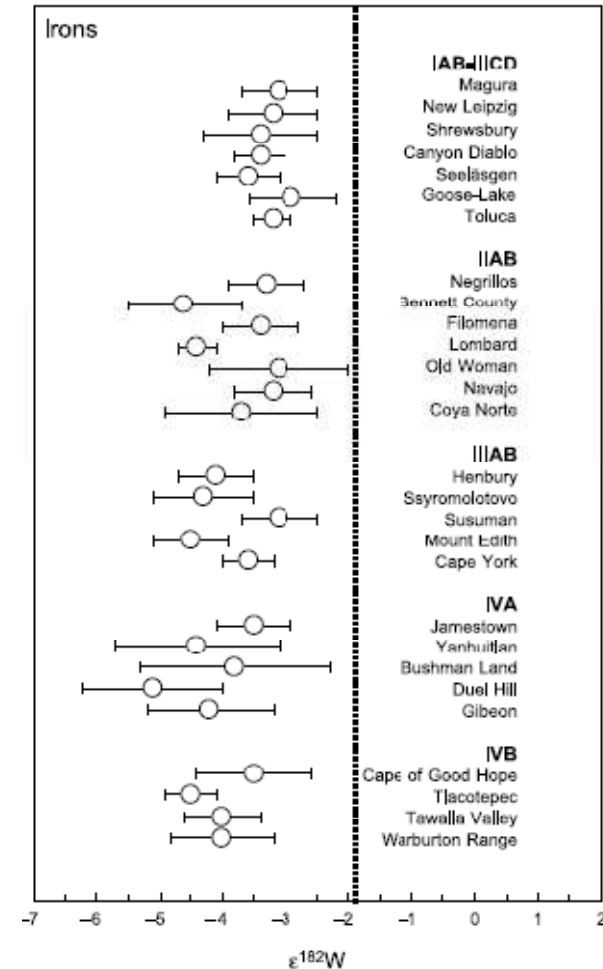 Irons
IAB-IIICD
Magura
New Leipzig
Shrewsbury
Canyon Diablo
Seeläsgen
Goose-Lake
Toluca
IIAB
Negrillos
Bennett County
Filomena
Lombard
Old Woman
Navajo
Coya Norte
IIIAB
Henbury
Ssyromolotovo
Susuman
Mount Edith
Cape York
IVA
Jamestown
Yanhuitlan
Bushman Land
Duel Hill
Gibeon
IVB
Cape of Good Hope
Tlacotepec
Tawalla Valley
Warburton Range
–7 –6 –5 –4 –3 –2 –1 0 1 2
ε¹⁸²W